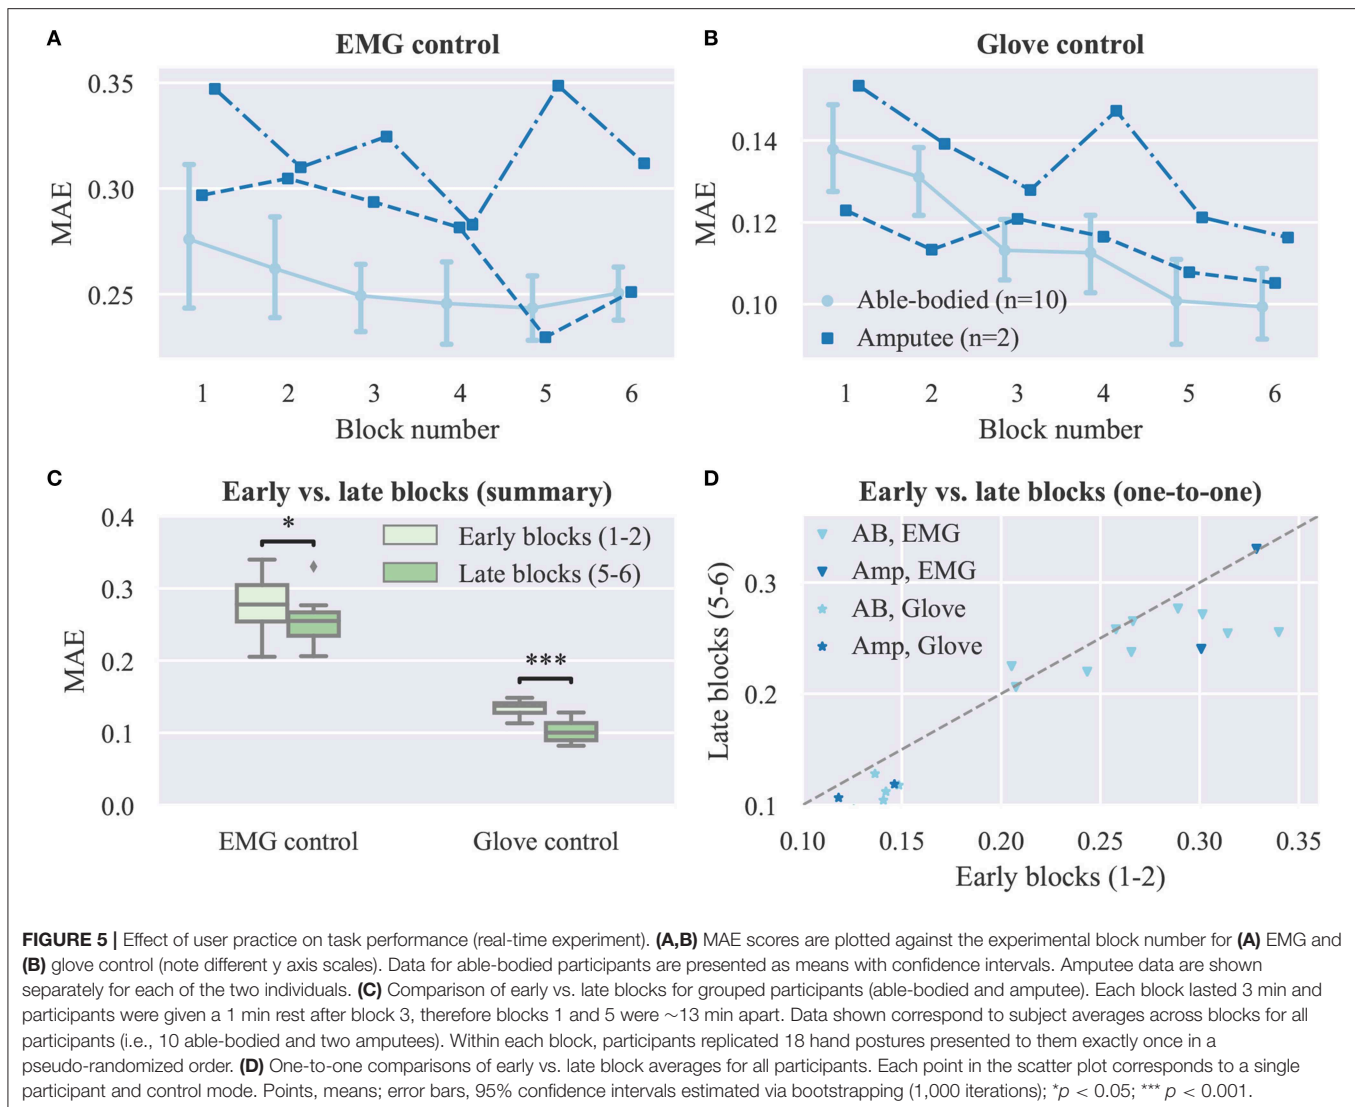 A
EMG control
MAE
0.35
0.30
0.25
1 2 3 4 5 6
Block number
B
Glove control
MAE
0.14
0.12
0.10
Able-bodied (n=10)
Amputee (n=2)
1 2 3 4 5 6
Block number
C
Early vs. late blocks (summary)
MAE
0.4
0.3
0.2
0.1
0.0
*
***
Early blocks (1-2)
Late blocks (5-6)
EMG control Glove control
D
Early vs. late blocks (one-to-one)
Late blocks (5-6)
0.3
0.2
0.1
AB, EMG
Amp, EMG
AB, Glove
Amp, Glove
0.10 0.15 0.20 0.25 0.30 0.35
Early blocks (1-2)
FIGURE 5 | Effect of user practice on task performance (real-time experiment). (A,B) MAE scores are plotted against the experimental block number for (A) EMG and
(B) glove control (note different y axis scales). Data for able-bodied participants are presented as means with confidence intervals. Amputee data are shown
separately for each of the two individuals. (C) Comparison of early vs. late blocks for grouped participants (able-bodied and amputee). Each block lasted 3 min and
participants were given a 1 min rest after block 3, therefore blocks 1 and 5 were ~13 min apart. Data shown correspond to subject averages across blocks for all
participants (i.e., 10 able-bodied and two amputees). Within each block, participants replicated 18 hand postures presented to them exactly once in a
pseudo-randomized order. (D) One-to-one comparisons of early vs. late block averages for all participants. Each point in the scatter plot corresponds to a single
participant and control mode. Points, means; error bars, 95% confidence intervals estimated via bootstrapping (1,000 iterations); *p < 0.05; *** p < 0.001.